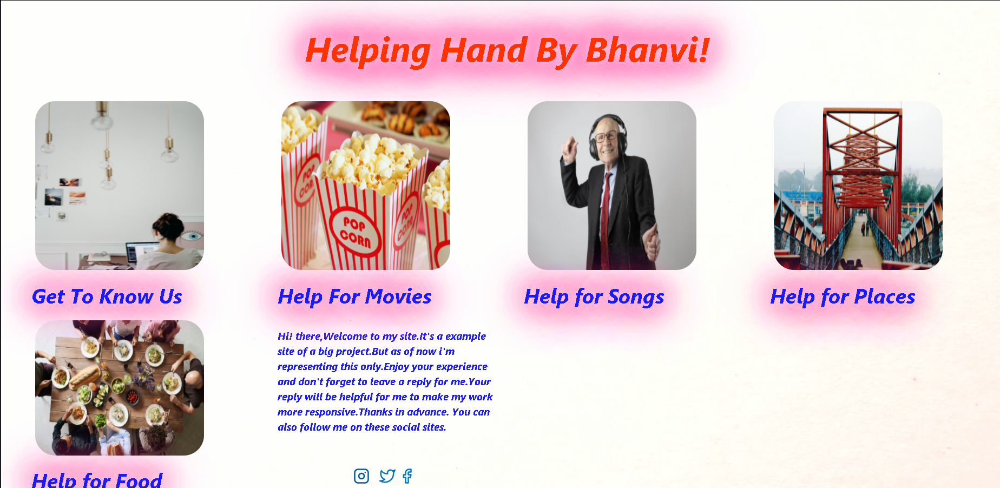 Helping Hand By Bhanvi!
POP
CORN
POP
CORN
Get To Know Us
Help For Movies
Help for Songs
Help for Places
Hi! there,Welcome to my site.It's a example
site of a big project.But as of now i'm
representing this only.Enjoy your experience
and don't forget to leave a reply for me.Your
reply will be helpful for me to make my work
more responsive.Thanks in advance. You can
also follow me on these social sites.
Help for Food